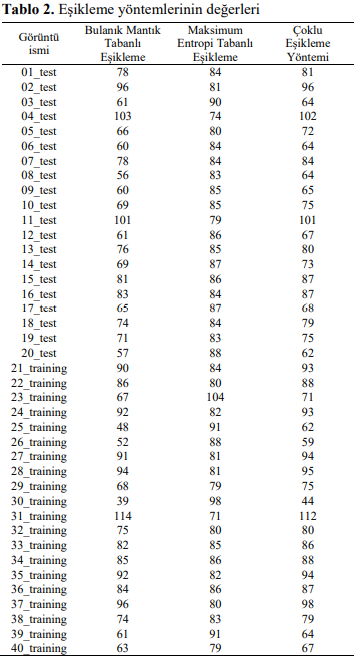 Tablo 2. Eşikleme yöntemlerinin değerleri
Görüntü ismi Bulanık Mantık Tabanlı Eşikleme Maksimum Entropi Tabanlı Eşikleme Çoklu Eşikleme Yöntemi
01_test 78 84 81
02_test 96 81 96
03_test 61 90 64
04_test 103 74 102
05_test 66 80 72
06_test 60 84 64
07_test 78 84 84
08_test 56 83 64
09_test 60 85 65
10_test 69 85 75
11_test 101 79 101
12_test 61 86 67
13_test 76 85 80
14_test 69 87 73
15_test 81 86 87
16_test 83 84 87
17_test 65 87 68
18_test 74 84 79
19_test 71 83 75
20_test 57 88 62
21_training 90 84 93
22_training 86 80 88
23_training 67 104 71
24_training 92 82 93
25_training 48 91 62
26_training 52 88 59
27_training 91 81 94
28_training 94 81 95
29_training 68 79 75
30_training 39 98 44
31_training 114 71 112
32_training 75 80 80
33_training 82 85 86
34_training 85 86 88
35_training 92 82 94
36_training 84 86 87
37_training 96 80 98
38_training 74 83 79
39_training 61 91 64
40_training 63 79 67